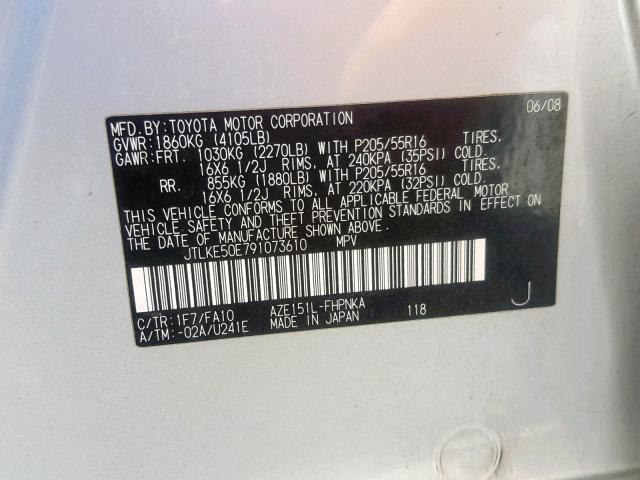 MFD.BY:TOYOTA MOTOR CORPORATION 06/08
GVWR:1860KG (4105LB)
GAWR:FRT. 1030KG (2270LB) WITH P205/55R16 TIRES,
16X6 1/2J RIMS, AT 240KPA (35PSI) COLD.
RR. 855KG (1880LB) WITH P205/55R16 TIRES,
16X6 1/2J RIMS, AT 220KPA (32PSI) COLD.
THIS VEHICLE CONFORMS TO ALL APPLICABLE FEDERAL MOTOR
VEHICLE SAFETY AND THEFT PREVENTION STANDARDS IN EFFECT ON
THE DATE OF MANUFACTURE SHOWN ABOVE.
JTLKE50E791073610 MPV
C/TR:1F7/FA10 AZE151L-FHPNKA 118 J
A/TM:-02A/U241E MADE IN JAPAN